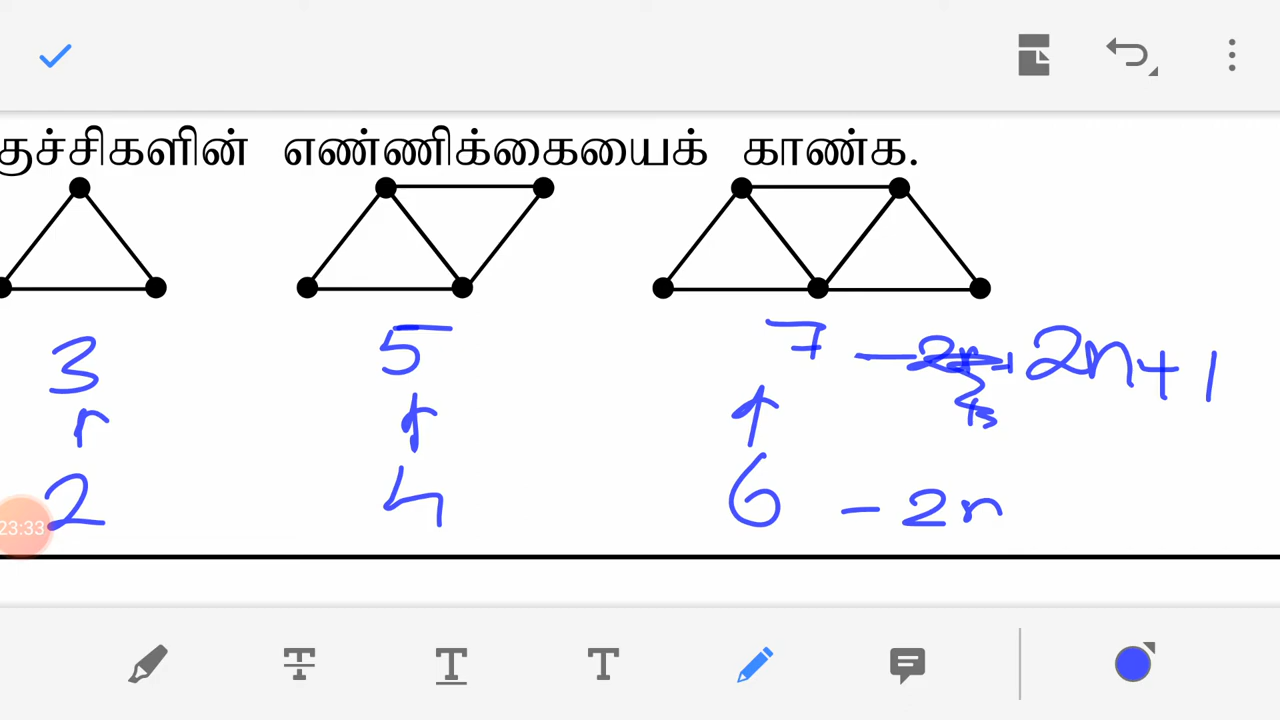 குச்சிகளின் எண்ணிக்கையைக் காண்க.
3 5 7 - 2n+1
2 4 6 - 2n
23:33